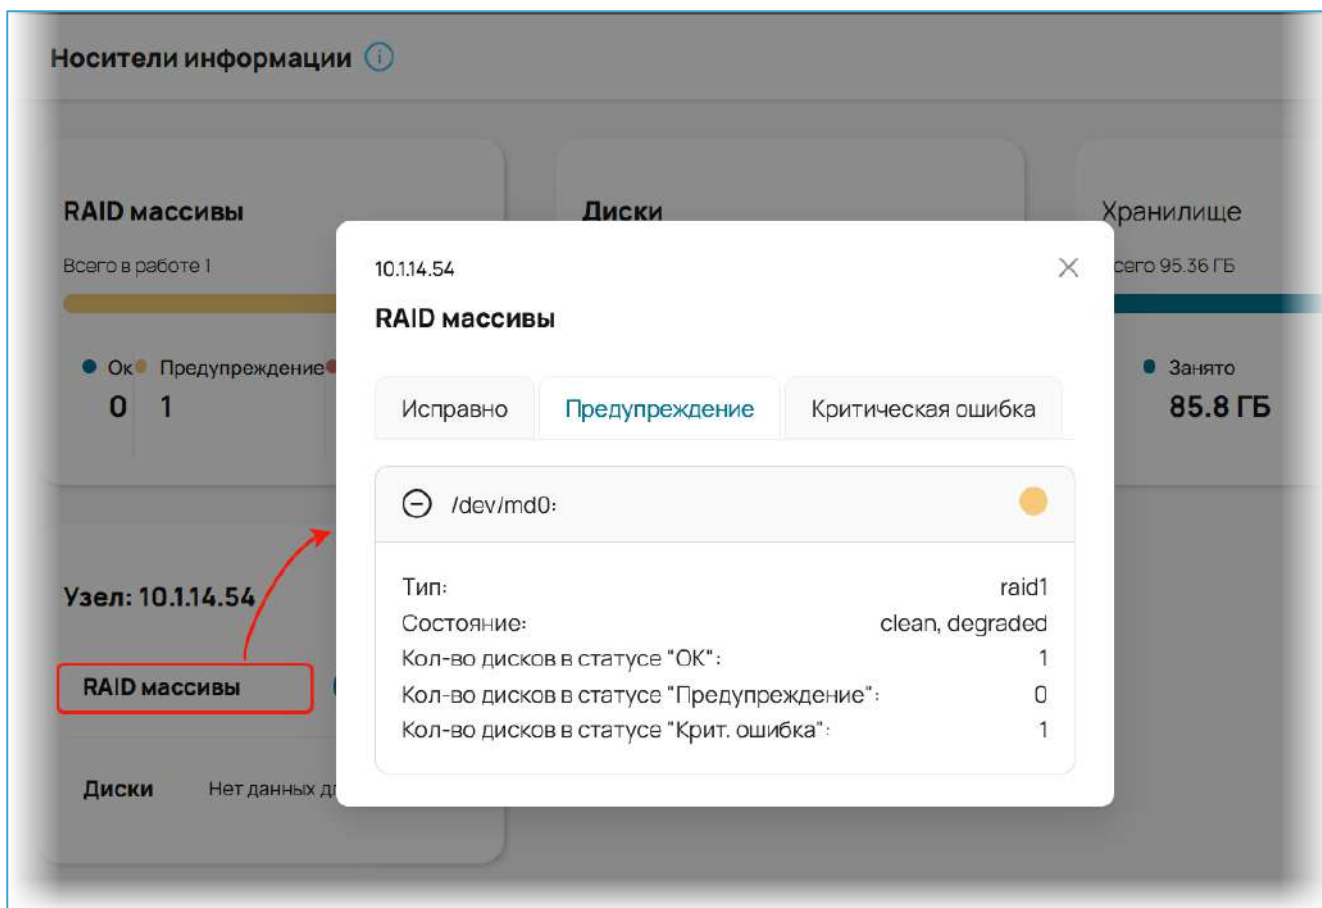 Носители информации
RAID массивы
Всего в работе 1
Ок
Предупреждение
0
1
Диски
Хранилище
сего 95.36 ГБ
Занято
85.8 ГБ
Узел: 10.1.14.54
RAID массивы
Диски
Нет данных дл
10.1.14.54
RAID массивы
Исправно
Предупреждение
Критическая ошибка
/dev/md0:
Тип: raid1
Состояние: clean, degraded
Кол-во дисков в статусе "ОК": 1
Кол-во дисков в статусе "Предупреждение": 0
Кол-во дисков в статусе "Крит. ошибка": 1